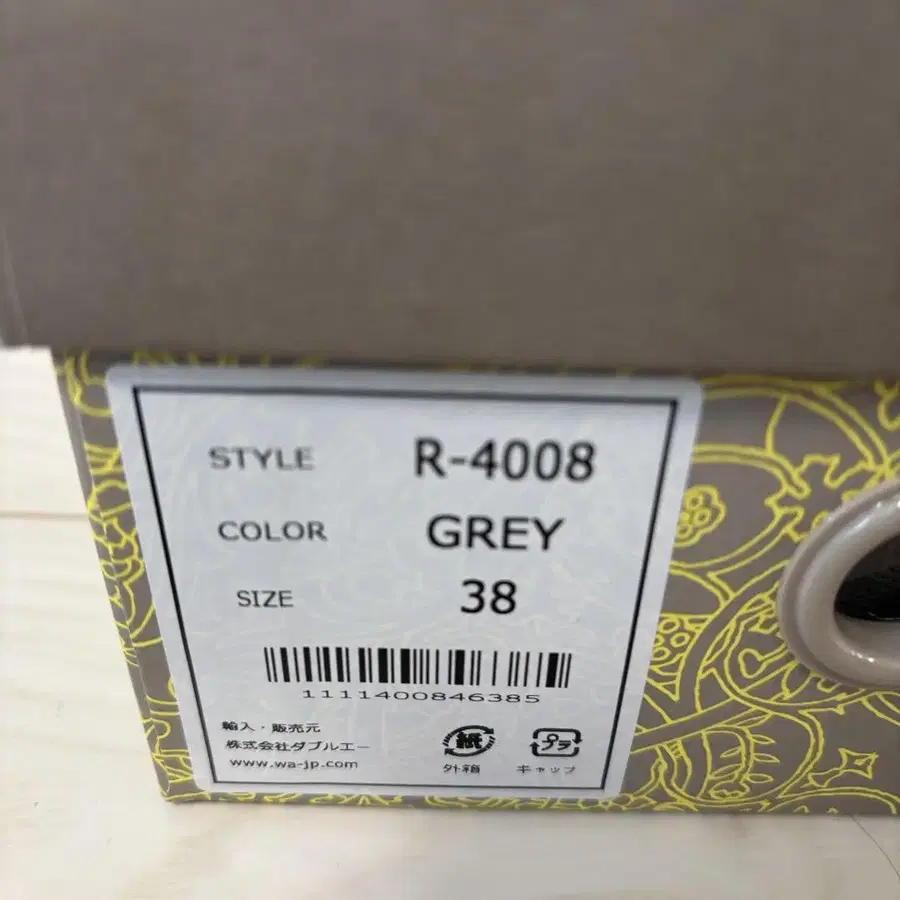 STYLE R-4008
COLOR GREY
SIZE 38
1111400846385
輸入・販売元
株式会社ダブルエー
www.wa-jp.com
紙
外箱
プラ
キャップ